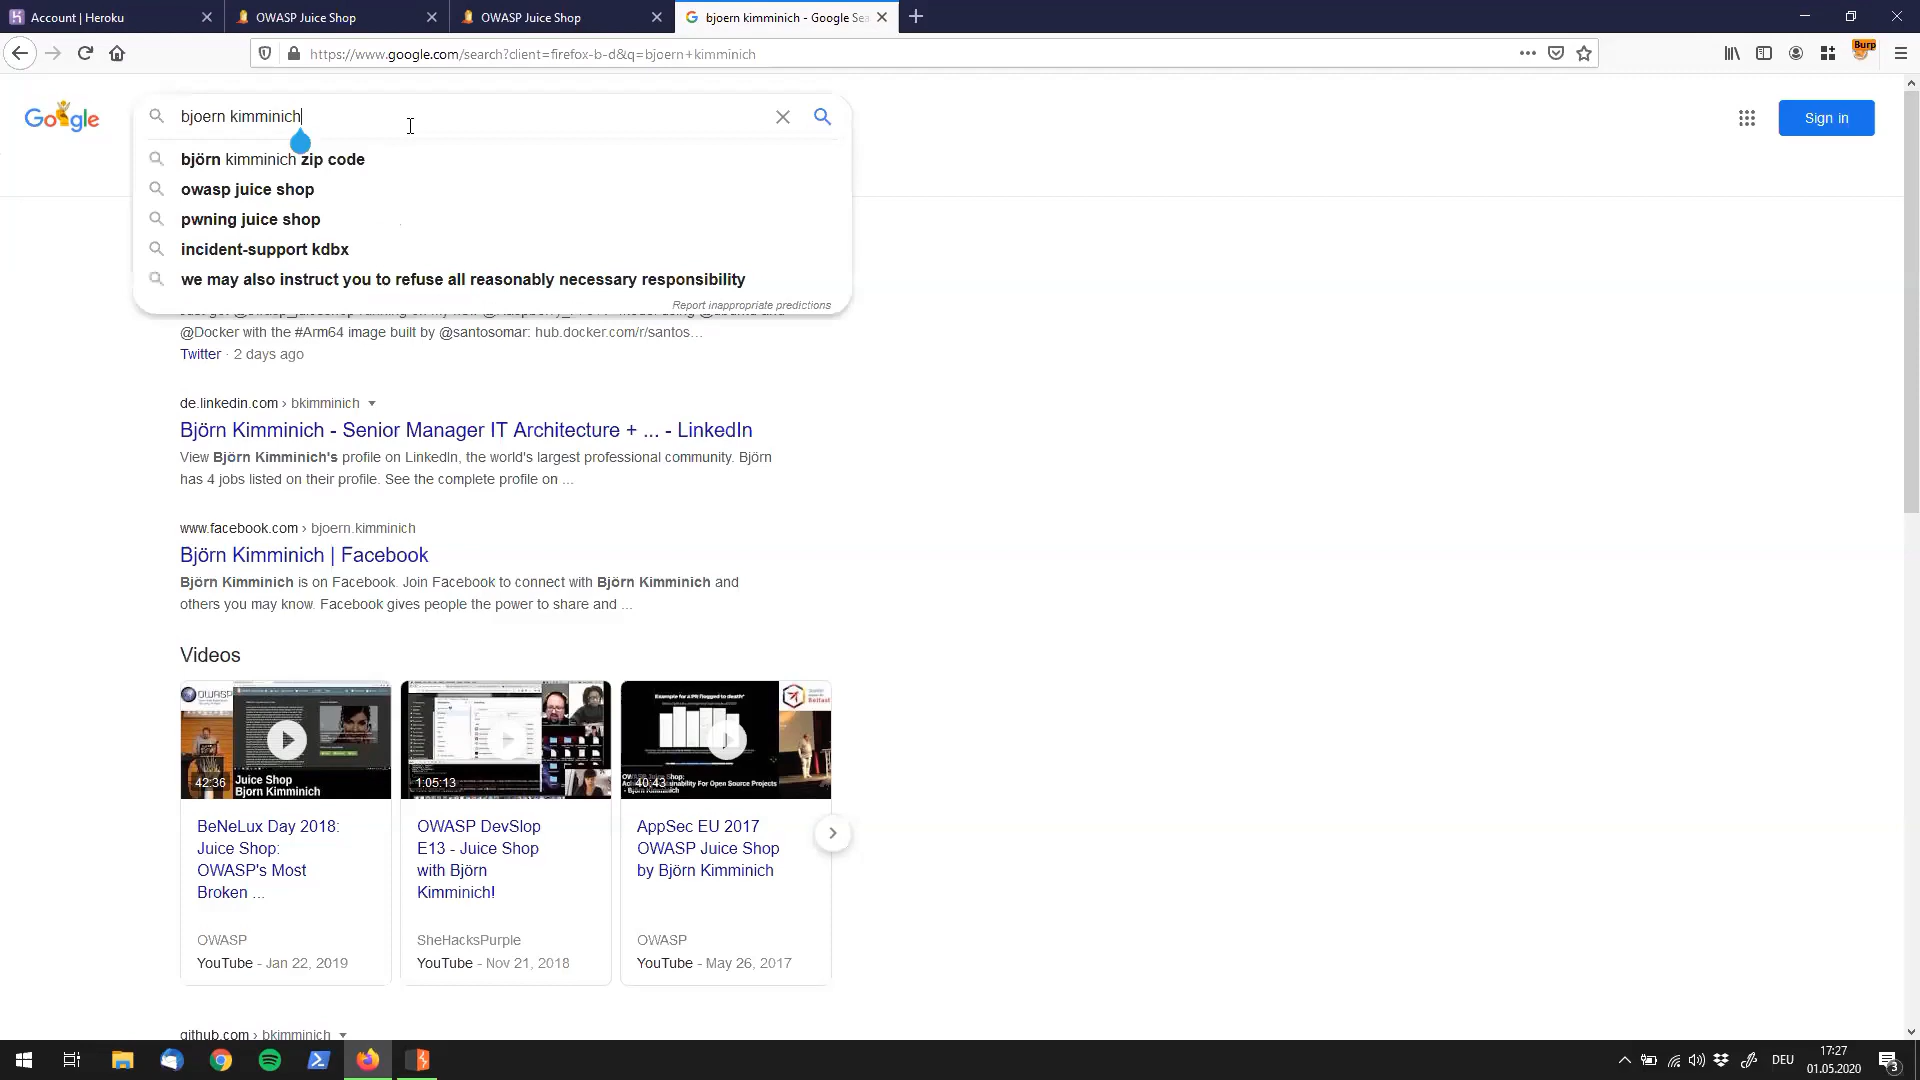 Account | Heroku
OWASP Juice Shop
OWASP Juice Shop
bjoern kimminich - Google Sea
https://www.google.com/search?client=firefox-b-d&q=bjoern+kimminich
Burp
Google
bjoern kimminich
Sign in
björn kimminich zip code
owasp juice shop
pwning juice shop
incident-support kdbx
we may also instruct you to refuse all reasonably necessary responsibility
Report inappropriate predictions
@Docker with the #Arm64 image built by @santosomar: hub.docker.com/r/santos...
Twitter · 2 days ago
de.linkedin.com › bkimminich
Björn Kimminich - Senior Manager IT Architecture + ... - LinkedIn
View Björn Kimminich's profile on LinkedIn, the world's largest professional community. Björn
has 4 jobs listed on their profile. See the complete profile on ...
www.facebook.com › bjoern.kimminich
Björn Kimminich | Facebook
Björn Kimminich is on Facebook. Join Facebook to connect with Björn Kimminich and
others you may know. Facebook gives people the power to share and ...
Videos
OWASP
42:36
Juice Shop
Bjorn Kimminich
1:05:13
Example for a PR flogged to death*
Belfast
40:43
BeNeLux Day 2018:
Juice Shop:
OWASP's Most
Broken ...
OWASP
YouTube - Jan 22, 2019
OWASP DevSlop
E13 - Juice Shop
with Björn
Kimminich!
SheHacksPurple
YouTube - Nov 21, 2018
AppSec EU 2017
OWASP Juice Shop
by Björn Kimminich
OWASP
YouTube - May 26, 2017
github.com › bkimminich
DEU
17:27
01.05.2020
3